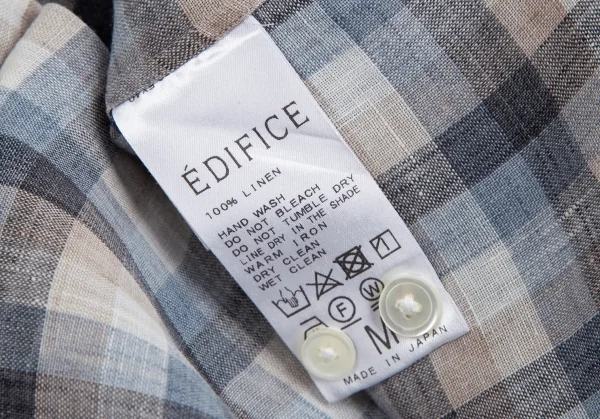 ÉDIFICE
100% LINEN
HAND WASH
DO NOT BLEACH
DO NOT TUMBLE DRY
LINE DRY IN THE SHADE
WARM IRON
DRY CLEAN
WET CLEAN
F W
M
MADE IN JAPAN